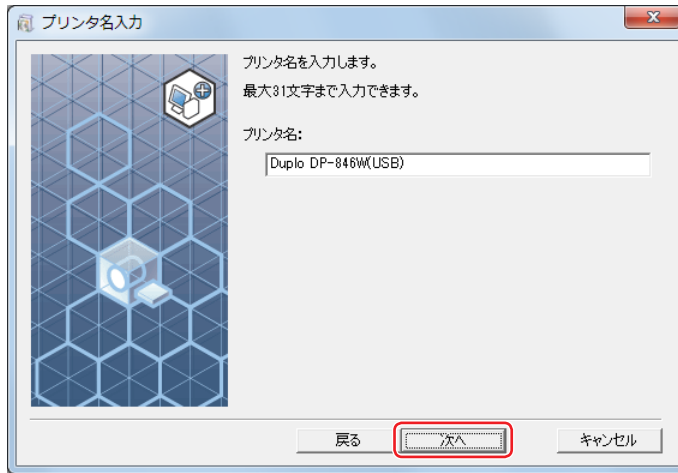 プリンタ名入力
プリンタ名を入力します。
最大31文字まで入力できます。
プリンタ名:
Duplo DP-846W(USB)
戻る
次へ
キャンセル